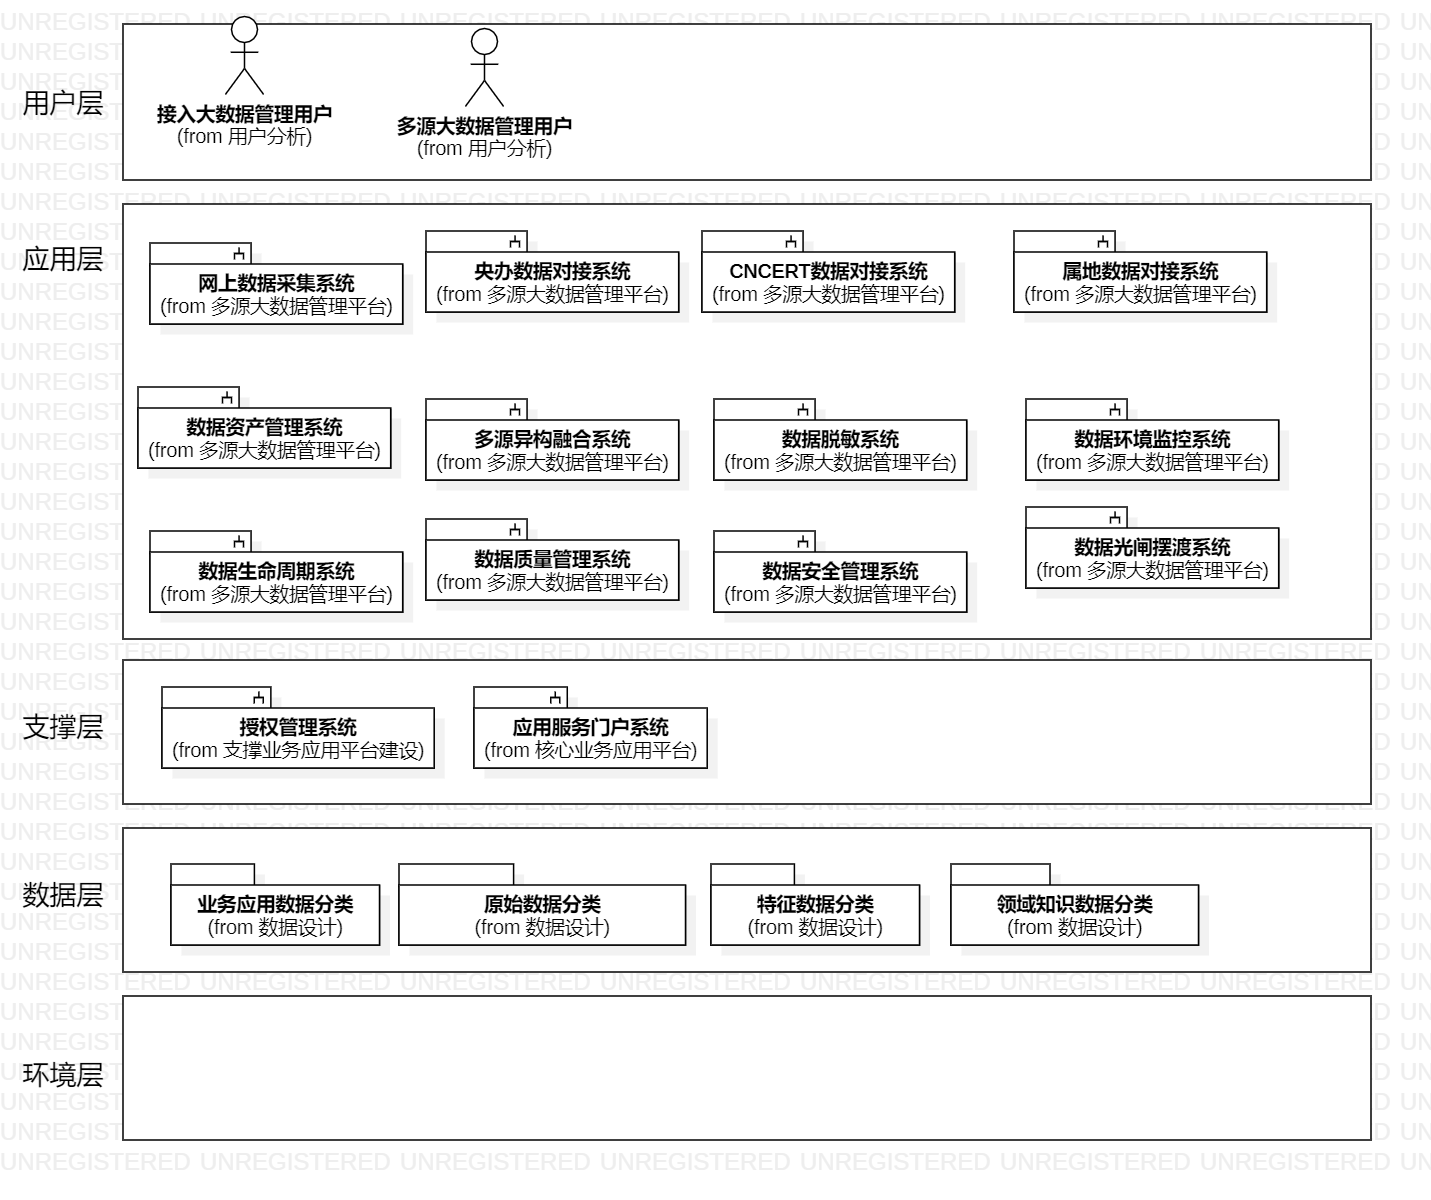 用户层
接入大数据管理用户
(from 用户分析)
多源大数据管理用户
(from 用户分析)
应用层
网上数据采集系统
(from 多源大数据管理平台)
央办数据对接系统
(from 多源大数据管理平台)
CNCERT数据对接系统
(from 多源大数据管理平台)
属地数据对接系统
(from 多源大数据管理平台)
数据资产管理系统
(from 多源大数据管理平台)
多源异构融合系统
(from 多源大数据管理平台)
数据脱敏系统
(from 多源大数据管理平台)
数据环境监控系统
(from 多源大数据管理平台)
数据生命周期系统
(from 多源大数据管理平台)
数据质量管理系统
(from 多源大数据管理平台)
数据安全管理系统
(from 多源大数据管理平台)
数据光闸摆渡系统
(from 多源大数据管理平台)
支撑层
授权管理系统
(from 支撑业务应用平台建设)
应用服务门户系统
(from 核心业务应用平台)
数据层
业务应用数据分类
(from 数据设计)
原始数据分类
(from 数据设计)
特征数据分类
(from 数据设计)
领域知识数据分类
(from 数据设计)
环境层
UNREGISTERED UNREGISTERED UNREGISTERED UNREGISTERED UNREGISTERED UNREGISTERED UNREGISTERED UN